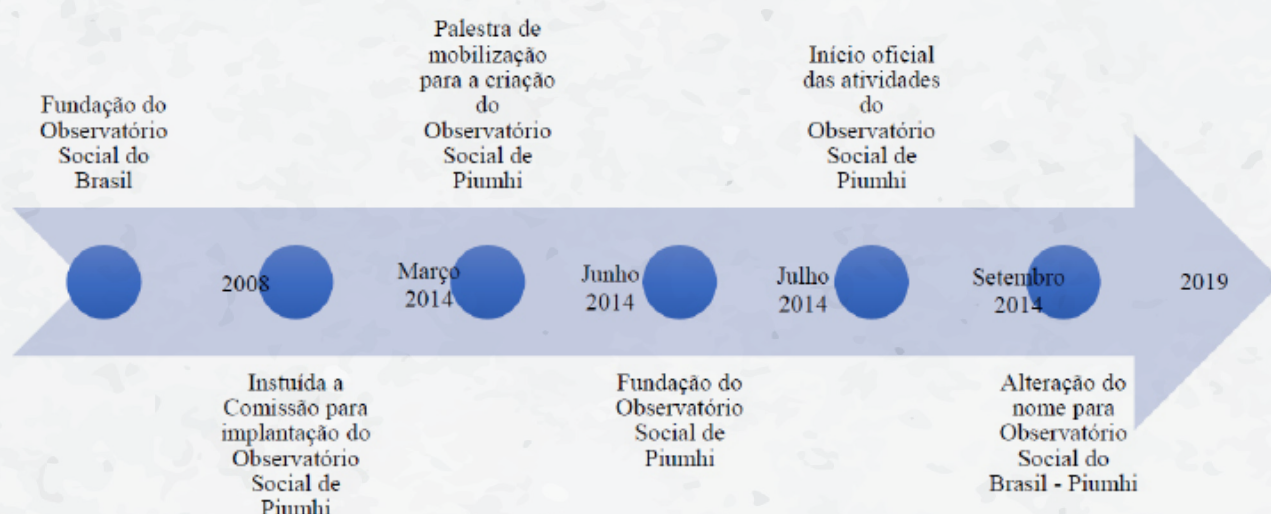 Fundação do
Observatório
Social do
Brasil
Palestra de
mobilização
para a criação
do
Observatório
Social de
Piumhi
Início oficial
das atividades
do
Observatório
Social de
Piumhi
2008
Março
2014
Junho
2014
Julho
2014
Setembro
2014
2019
Instuída a
Comissão para
implantação do
Observatório
Social de
Piumhi
Fundação do
Observatório
Social de
Piumhi
Alteração do
nome para
Observatório
Social do
Brasil - Piumhi